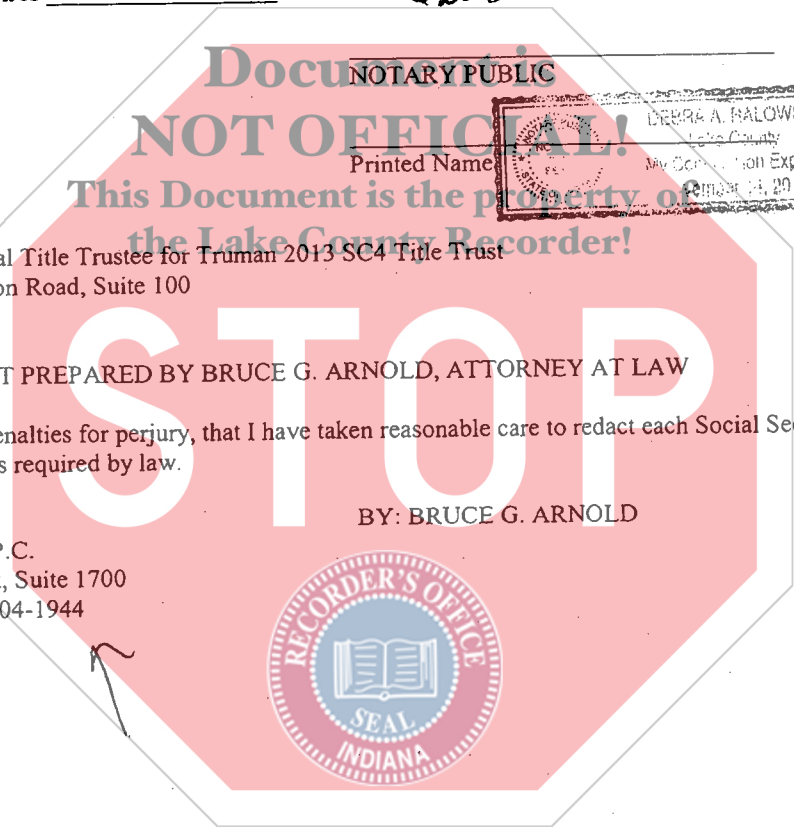 Document is
NOTARY PUBLIC
NOT OFFICIAL!
DEBRA A.
Lake County
Printed Name
This Document is the property of
the Lake County Recorder!
al Title Trustee for Truman 2013 SC4 Title Trust
on Road, Suite 100
STOP
T PREPARED BY BRUCE G. ARNOLD, ATTORNEY AT LAW
enalties for perjury, that I have taken reasonable care to redact each Social Se
s required by law.
BY: BRUCE G. ARNOLD
P.C.
, Suite 1700
04-1944
RECORDER'S OFFICE
SEAL
INDIANA